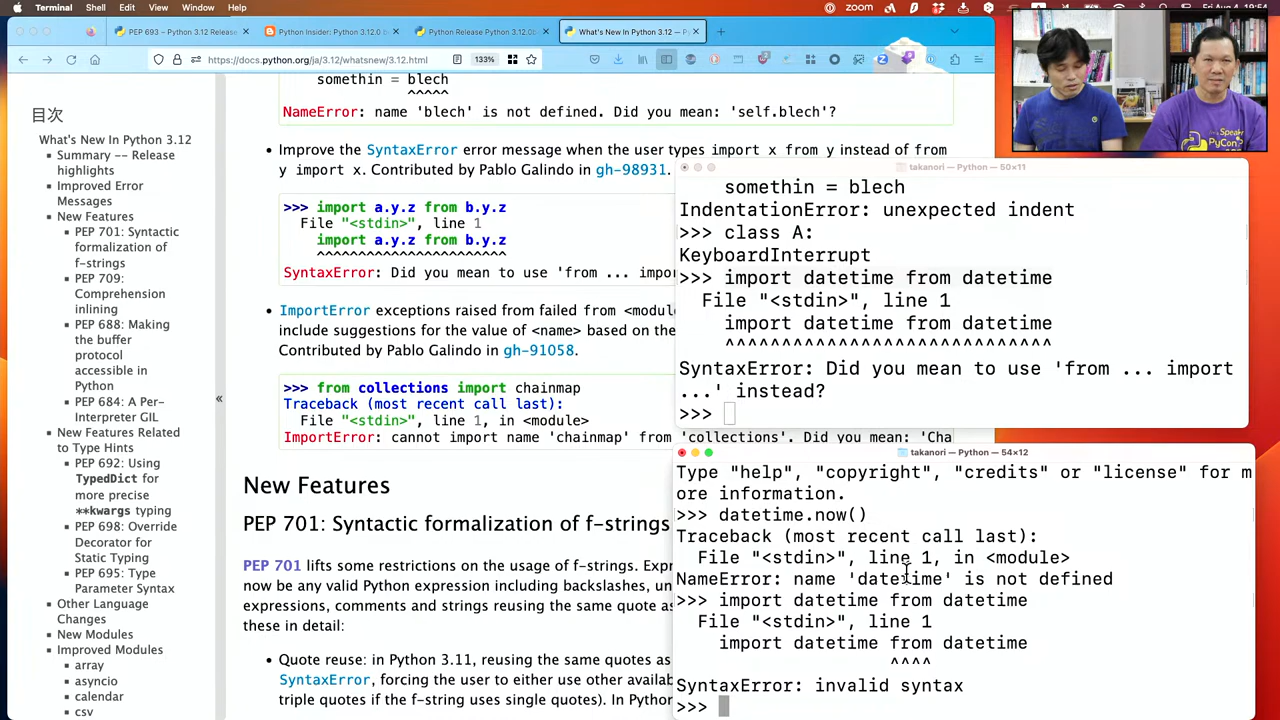 Terminal Shell Edit View Window Help
zoom
Fri Aug 4 19:54
PEP 693 – Python 3.12 Release
Python Insider: Python 3.12.0
Python Release Python 3.12.0
What's New In Python 3.12 —
https://docs.python.org/ja/3.12/whatsnew/3.12.html
133%
目次
What's New In Python 3.12
Summary -- Release
highlights
Improved Error
Messages
New Features
PEP 701: Syntactic
formalization of
f-strings
PEP 709:
Comprehension
inlining
PEP 688: Making
the buffer
protocol
accessible in
Python
PEP 684: A Per-
Interpreter GIL
New Features Related
to Type Hints
PEP 692: Using
TypedDict for
more precise
**kwargs typing
PEP 698: Override
Decorator for
Static Typing
PEP 695: Type
Parameter Syntax
Other Language
Changes
New Modules
Improved Modules
array
asyncio
calendar
csv
«
somethin = blech
^^^^^
NameError: name 'blech' is not defined. Did you mean: 'self.blech'?
Improve the SyntaxError error message when the user types import x from y instead of from
y import x. Contributed by Pablo Galindo in gh-98931.
>>> import a.y.z from b.y.z
File "<stdin>", line 1
import a.y.z from b.y.z
^^^^^^^^^^^^^^^^^^^^^^^
SyntaxError: Did you mean to use 'from ... impor
ImportError exceptions raised from failed from <modul
include suggestions for the value of <name> based on the
Contributed by Pablo Galindo in gh-91058.
>>> from collections import chainmap
Traceback (most recent call last):
File "<stdin>", line 1, in <module>
ImportError: cannot import name 'chainmap' from 'collections'. Did you mean: 'Cha
New Features
PEP 701: Syntactic formalization of f-strings
PEP 701 lifts some restrictions on the usage of f-strings. Expr
now be any valid Python expression including backslashes, un
expressions, comments and strings reusing the same quote as
these in detail:
Quote reuse: in Python 3.11, reusing the same quotes as
SyntaxError, forcing the user to either use other availab
triple quotes if the f-string uses single quotes). In Python
takanori — Python — 50×11
somethin = blech
IndentationError: unexpected indent
>>> class A:
KeyboardInterrupt
>>> import datetime from datetime
File "<stdin>", line 1
import datetime from datetime
^^^^^^^^^^^^^^^^^^^^^^^^^^^^^
SyntaxError: Did you mean to use 'from ... import
...' instead?
>>>
takanori — Python — 54×12
Type "help", "copyright", "credits" or "license" for m
ore information.
>>> datetime.now()
Traceback (most recent call last):
File "<stdin>", line 1, in <module>
NameError: name 'datetime' is not defined
>>> import datetime from datetime
File "<stdin>", line 1
import datetime from datetime
^^^^
SyntaxError: invalid syntax
>>>
PyCon